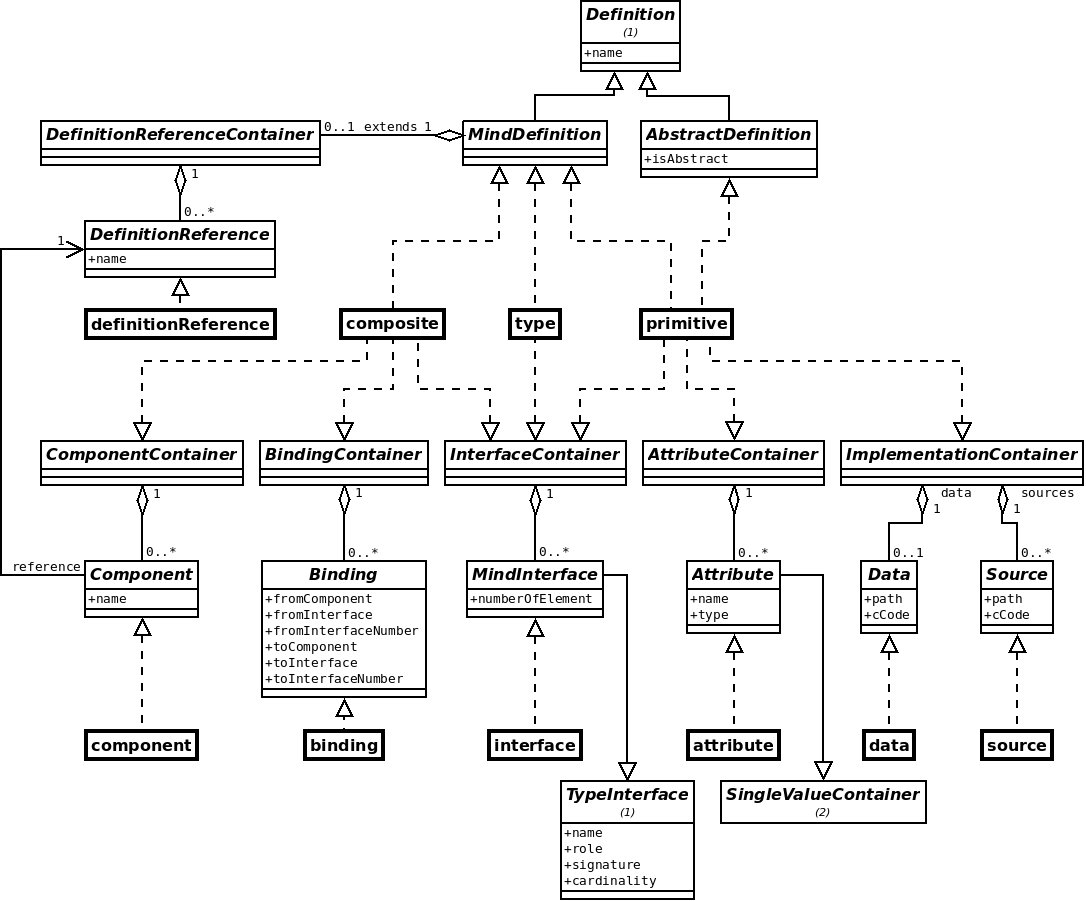 Definition
(1)
+name
DefinitionReferenceContainer
0..1 extends 1
MindDefinition
AbstractDefinition
+isAbstract
1
0..*
1
DefinitionReference
+name
definitionReference
composite
type
primitive
ComponentContainer
BindingContainer
InterfaceContainer
AttributeContainer
ImplementationContainer
1
1
1
1
data
1
sources
1
0..*
0..*
0..*
0..*
0..1
0..*
reference
Component
+name
Binding
+fromComponent
+fromInterface
+fromInterfaceNumber
+toComponent
+toInterface
+toInterfaceNumber
MindInterface
+numberOfElement
Attribute
+name
+type
Data
+path
+cCode
Source
+path
+cCode
component
binding
interface
attribute
data
source
TypeInterface
(1)
+name
+role
+signature
+cardinality
SingleValueContainer
(2)